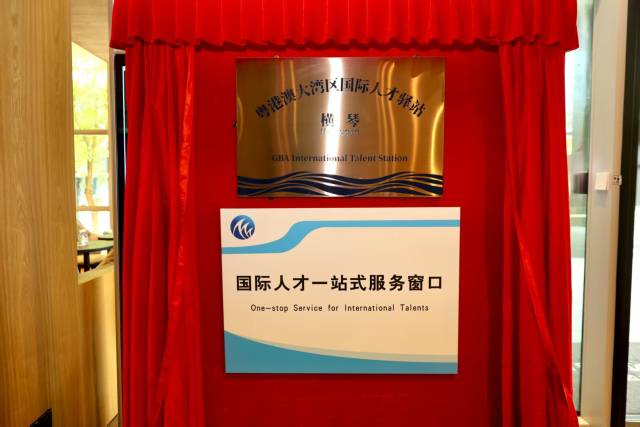 粤港澳大湾区国际人才驿站
横琴
GBA International Talent Station
国际人才一站式服务窗口
One-stop Service for International Talents